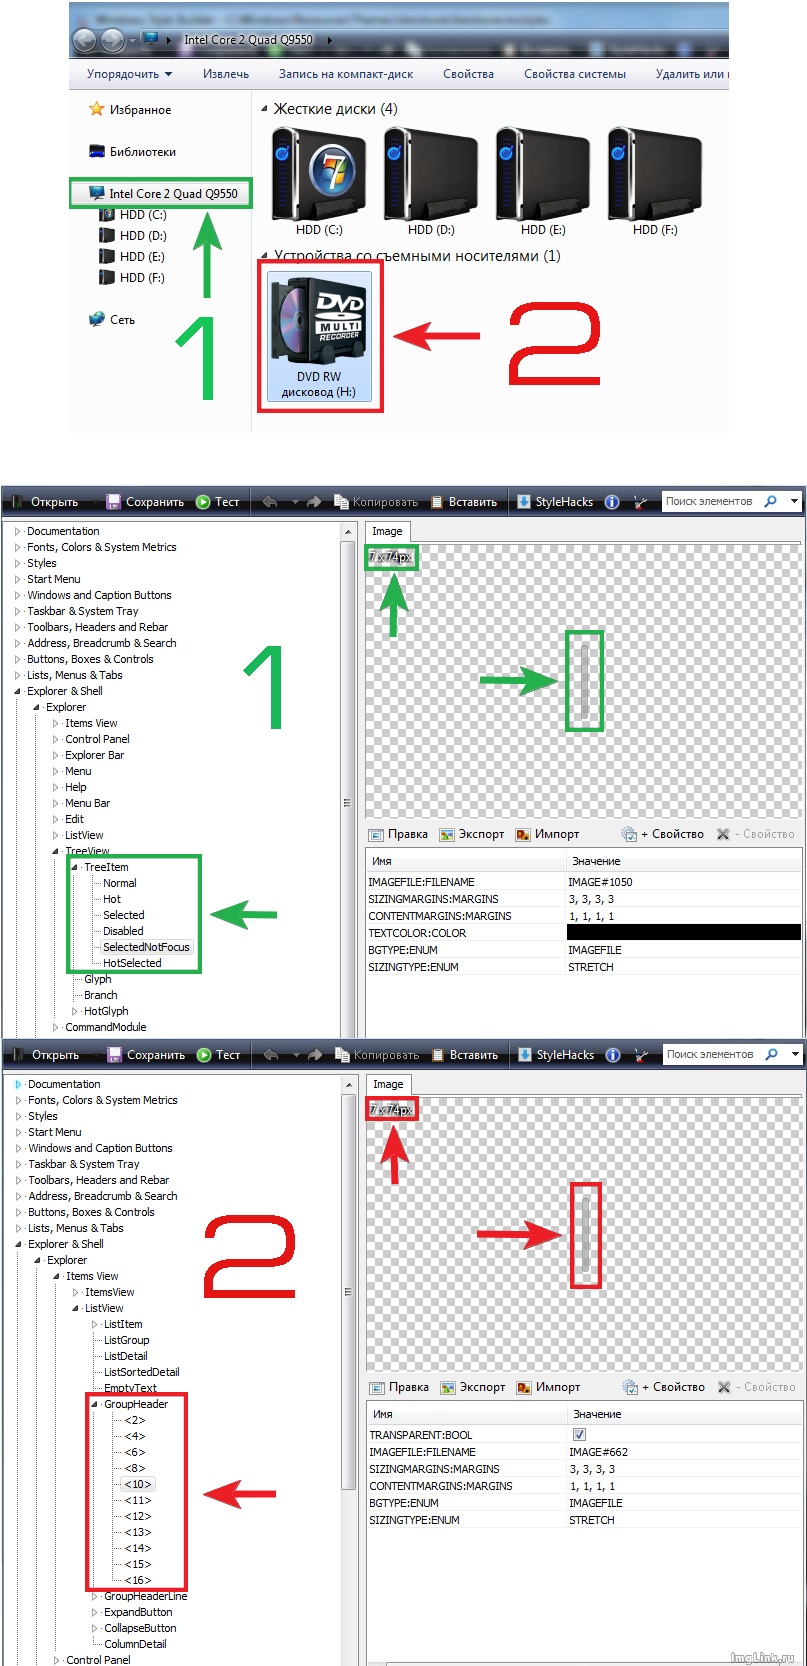 Intel Core 2 Quad Q9550
Упорядочить Извлечь Запись на компакт-диск Свойства Свойства системы Удалить или
Избранное
Библиотеки
Intel Core 2 Quad Q9550
HDD (C:)
HDD (D:)
HDD (E:)
HDD (F:)
Сеть
1
Жесткие диски (4)
7
HDD (C:) HDD (D:) HDD (E:) HDD (F:)
Устройства со съемными носителями (1)
DVD
MULTI
RECORDER
DVD RW
дисковод (H:)
2
Открыть Сохранить Тест Копировать Вставить StyleHacks Поиск элементов
Documentation
Fonts, Colors & System Metrics
Styles
Start Menu
Windows and Caption Buttons
Taskbar & System Tray
Toolbars, Headers and Rebar
Address, Breadcrumb & Search
Buttons, Boxes & Controls
Lists, Menus & Tabs
Explorer & Shell
Explorer
Items View
Control Panel
Explorer Bar
Menu
Help
Menu Bar
Edit
ListView
TreeView
TreeItem
Normal
Hot
Selected
Disabled
SelectedNotFocus
HotSelected
Glyph
Branch
HotGlyph
CommandModule
1
Image
7 x 74px
Правка Экспорт Импорт + Свойство - Свойство
Имя Значение
IMAGEFILE:FILENAME IMAGE#1050
SIZINGMARGINS:MARGINS 3, 3, 3, 3
CONTENTMARGINS:MARGINS 1, 1, 1, 1
TEXTCOLOR:COLOR
BGTYPE:ENUM IMAGEFILE
SIZINGTYPE:ENUM STRETCH
Открыть Сохранить Тест Копировать Вставить StyleHacks Поиск элементов
Documentation
Fonts, Colors & System Metrics
Styles
Start Menu
Windows and Caption Buttons
Taskbar & System Tray
Toolbars, Headers and Rebar
Address, Breadcrumb & Search
Buttons, Boxes & Controls
Lists, Menus & Tabs
Explorer & Shell
Explorer
Items View
ItemsView
ListView
ListItem
ListGroup
ListDetail
ListSortedDetail
EmptyText
GroupHeader
<2>
<4>
<6>
<8>
<10>
<11>
<12>
<13>
<14>
<15>
<16>
GroupHeaderLine
ExpandButton
CollapseButton
ColumnDetail
Control Panel
2
Image
7 x 74px
Правка Экспорт Импорт + Свойство - Свойство
Имя Значение
TRANSPARENT:BOOL
IMAGEFILE:FILENAME IMAGE#662
SIZINGMARGINS:MARGINS 3, 3, 3, 3
CONTENTMARGINS:MARGINS 1, 1, 1, 1
BGTYPE:ENUM IMAGEFILE
SIZINGTYPE:ENUM STRETCH
ImgLink.ru